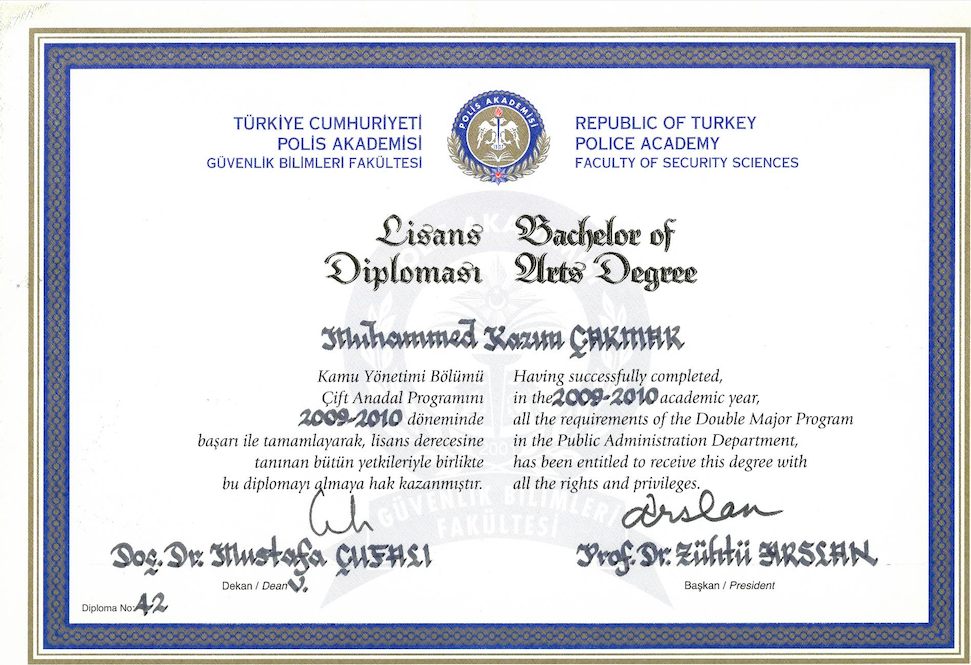 TÜRKİYE CUMHURİYETİ
POLİS AKADEMİSİ
GÜVENLİK BİLİMLERİ FAKÜLTESİ
POLİS AKADEMİSİ
REPUBLIC OF TURKEY
POLICE ACADEMY
FACULTY OF SECURITY SCIENCES
Lisans
Diploması
Bachelor of
Arts Degree
Muhammed Kazım ÇAKMAK
Kamu Yönetimi Bölümü
Çift Anadal Programını
2009-2010 döneminde
başarı ile tamamlayarak, lisans derecesine
tanınan bütün yetkileriyle birlikte
bu diplomayı almaya hak kazanmıştır.
Having successfully completed,
in the 2009-2010 academic year,
all the requirements of the Double Major Program
in the Public Administration Department,
has been entitled to receive this degree with
all the rights and privileges.
GÜVENLİK BİLİMLERİ
FAKÜLTESİ
Arslan
Doç. Dr. Mustafa ÇUFALI
Dekan / Dean V.
Prof. Dr. Zühtü ARSLAN
Başkan / President
Diploma No: 42